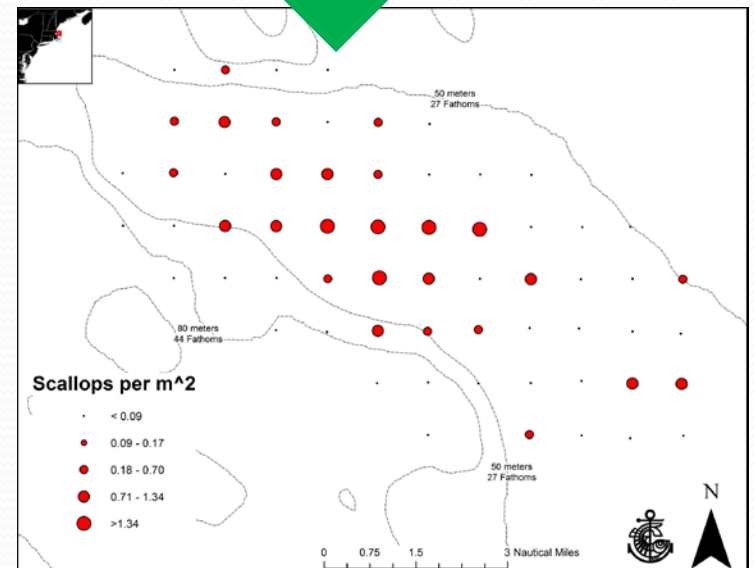 50 meters
27 Fathoms
80 meters
44 Fathoms
Scallops per m^2
< 0.09
0.09 - 0.17
0.18 - 0.70
0.71 - 1.34
>1.34
50 meters
27 Fathoms
N
0 0.75 1.5 3 Nautical Miles